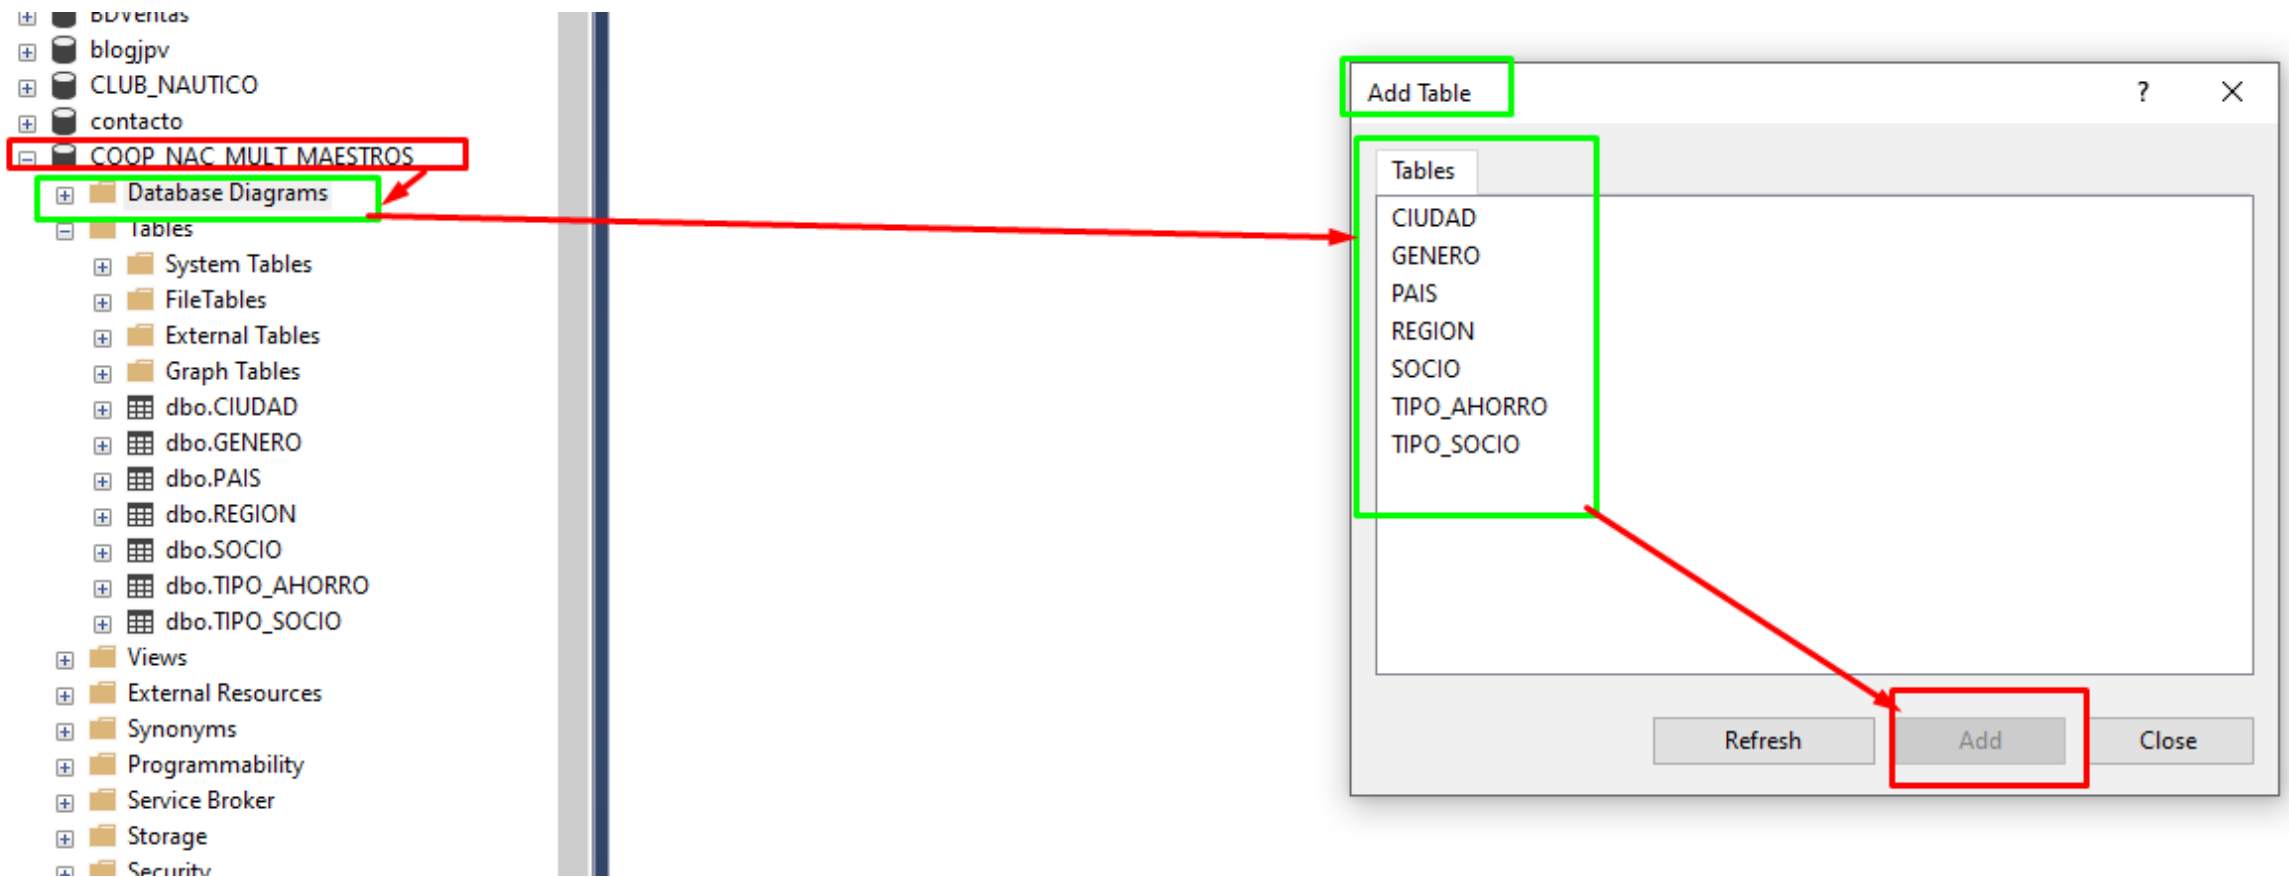 BDVentas
blogjpv
CLUB_NAUTICO
contacto
COOP_NAC_MULT_MAESTROS
Database Diagrams
Tables
System Tables
FileTables
External Tables
Graph Tables
dbo.CIUDAD
dbo.GENERO
dbo.PAIS
dbo.REGION
dbo.SOCIO
dbo.TIPO_AHORRO
dbo.TIPO_SOCIO
Views
External Resources
Synonyms
Programmability
Service Broker
Storage
Security
Add Table
?
Tables
CIUDAD
GENERO
PAIS
REGION
SOCIO
TIPO_AHORRO
TIPO_SOCIO
Refresh
Add
Close